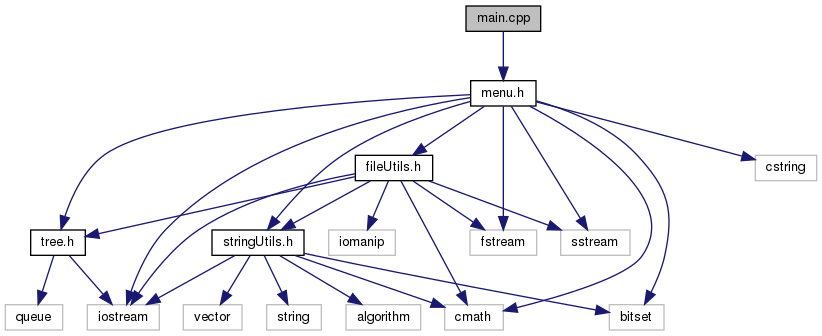 main.cpp
menu.h
cstring
fileUtils.h
tree.h
stringUtils.h
iomanip
fstream
sstream
queue
iostream
vector
string
algorithm
cmath
bitset